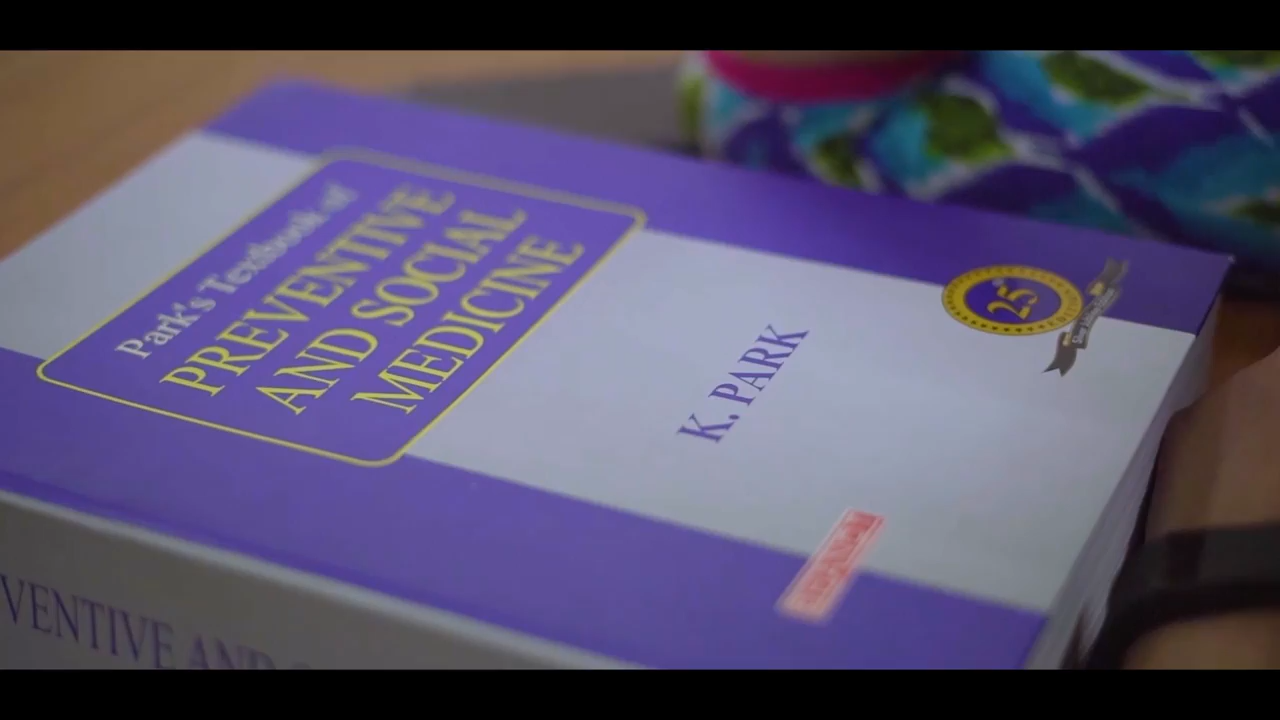 Park's Textbook of
PREVENTIVE
AND SOCIAL
MEDICINE
K. PARK
25
VENTIVE AND